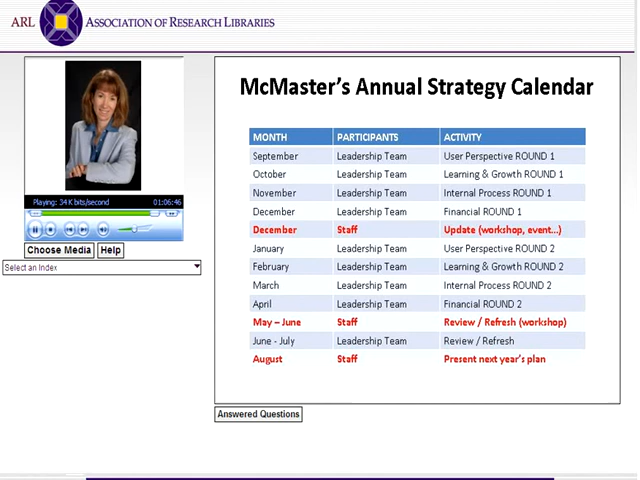 ARL ASSOCIATION OF RESEARCH LIBRARIES
Playing: 34 K bits/second 01:06:46
Choose Media Help
Select an Index
McMaster's Annual Strategy Calendar
MONTH PARTICIPANTS ACTIVITY
September Leadership Team User Perspective ROUND 1
October Leadership Team Learning & Growth ROUND 1
November Leadership Team Internal Process ROUND 1
December Leadership Team Financial ROUND 1
December Staff Update (workshop, event...)
January Leadership Team User Perspective ROUND 2
February Leadership Team Learning & Growth ROUND 2
March Leadership Team Internal Process ROUND 2
April Leadership Team Financial ROUND 2
May – June Staff Review / Refresh (workshop)
June - July Leadership Team Review / Refresh
August Staff Present next year's plan
Answered Questions